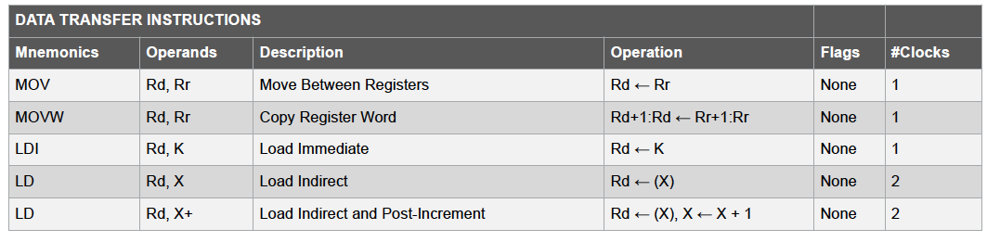 DATA TRANSFER INSTRUCTIONS
Mnemonics Operands Description Operation Flags #Clocks
MOV Rd, Rr Move Between Registers Rd ← Rr None 1
MOVW Rd, Rr Copy Register Word Rd+1:Rd ← Rr+1:Rr None 1
LDI Rd, K Load Immediate Rd ← K None 1
LD Rd, X Load Indirect Rd ← (X) None 2
LD Rd, X+ Load Indirect and Post-Increment Rd ← (X), X ← X + 1 None 2